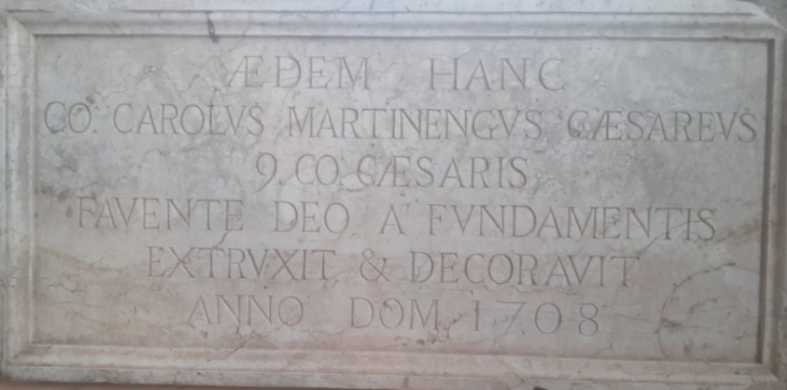 ÆDEM HANC
CO: CAROLVS MARTINENGVS CÆSAREVS
9. CO. CÆSARIS
FAVENTE DEO A' FVNDAMENTIS
EXTRVXIT & DECORAVIT
ANNO DOM. 1708